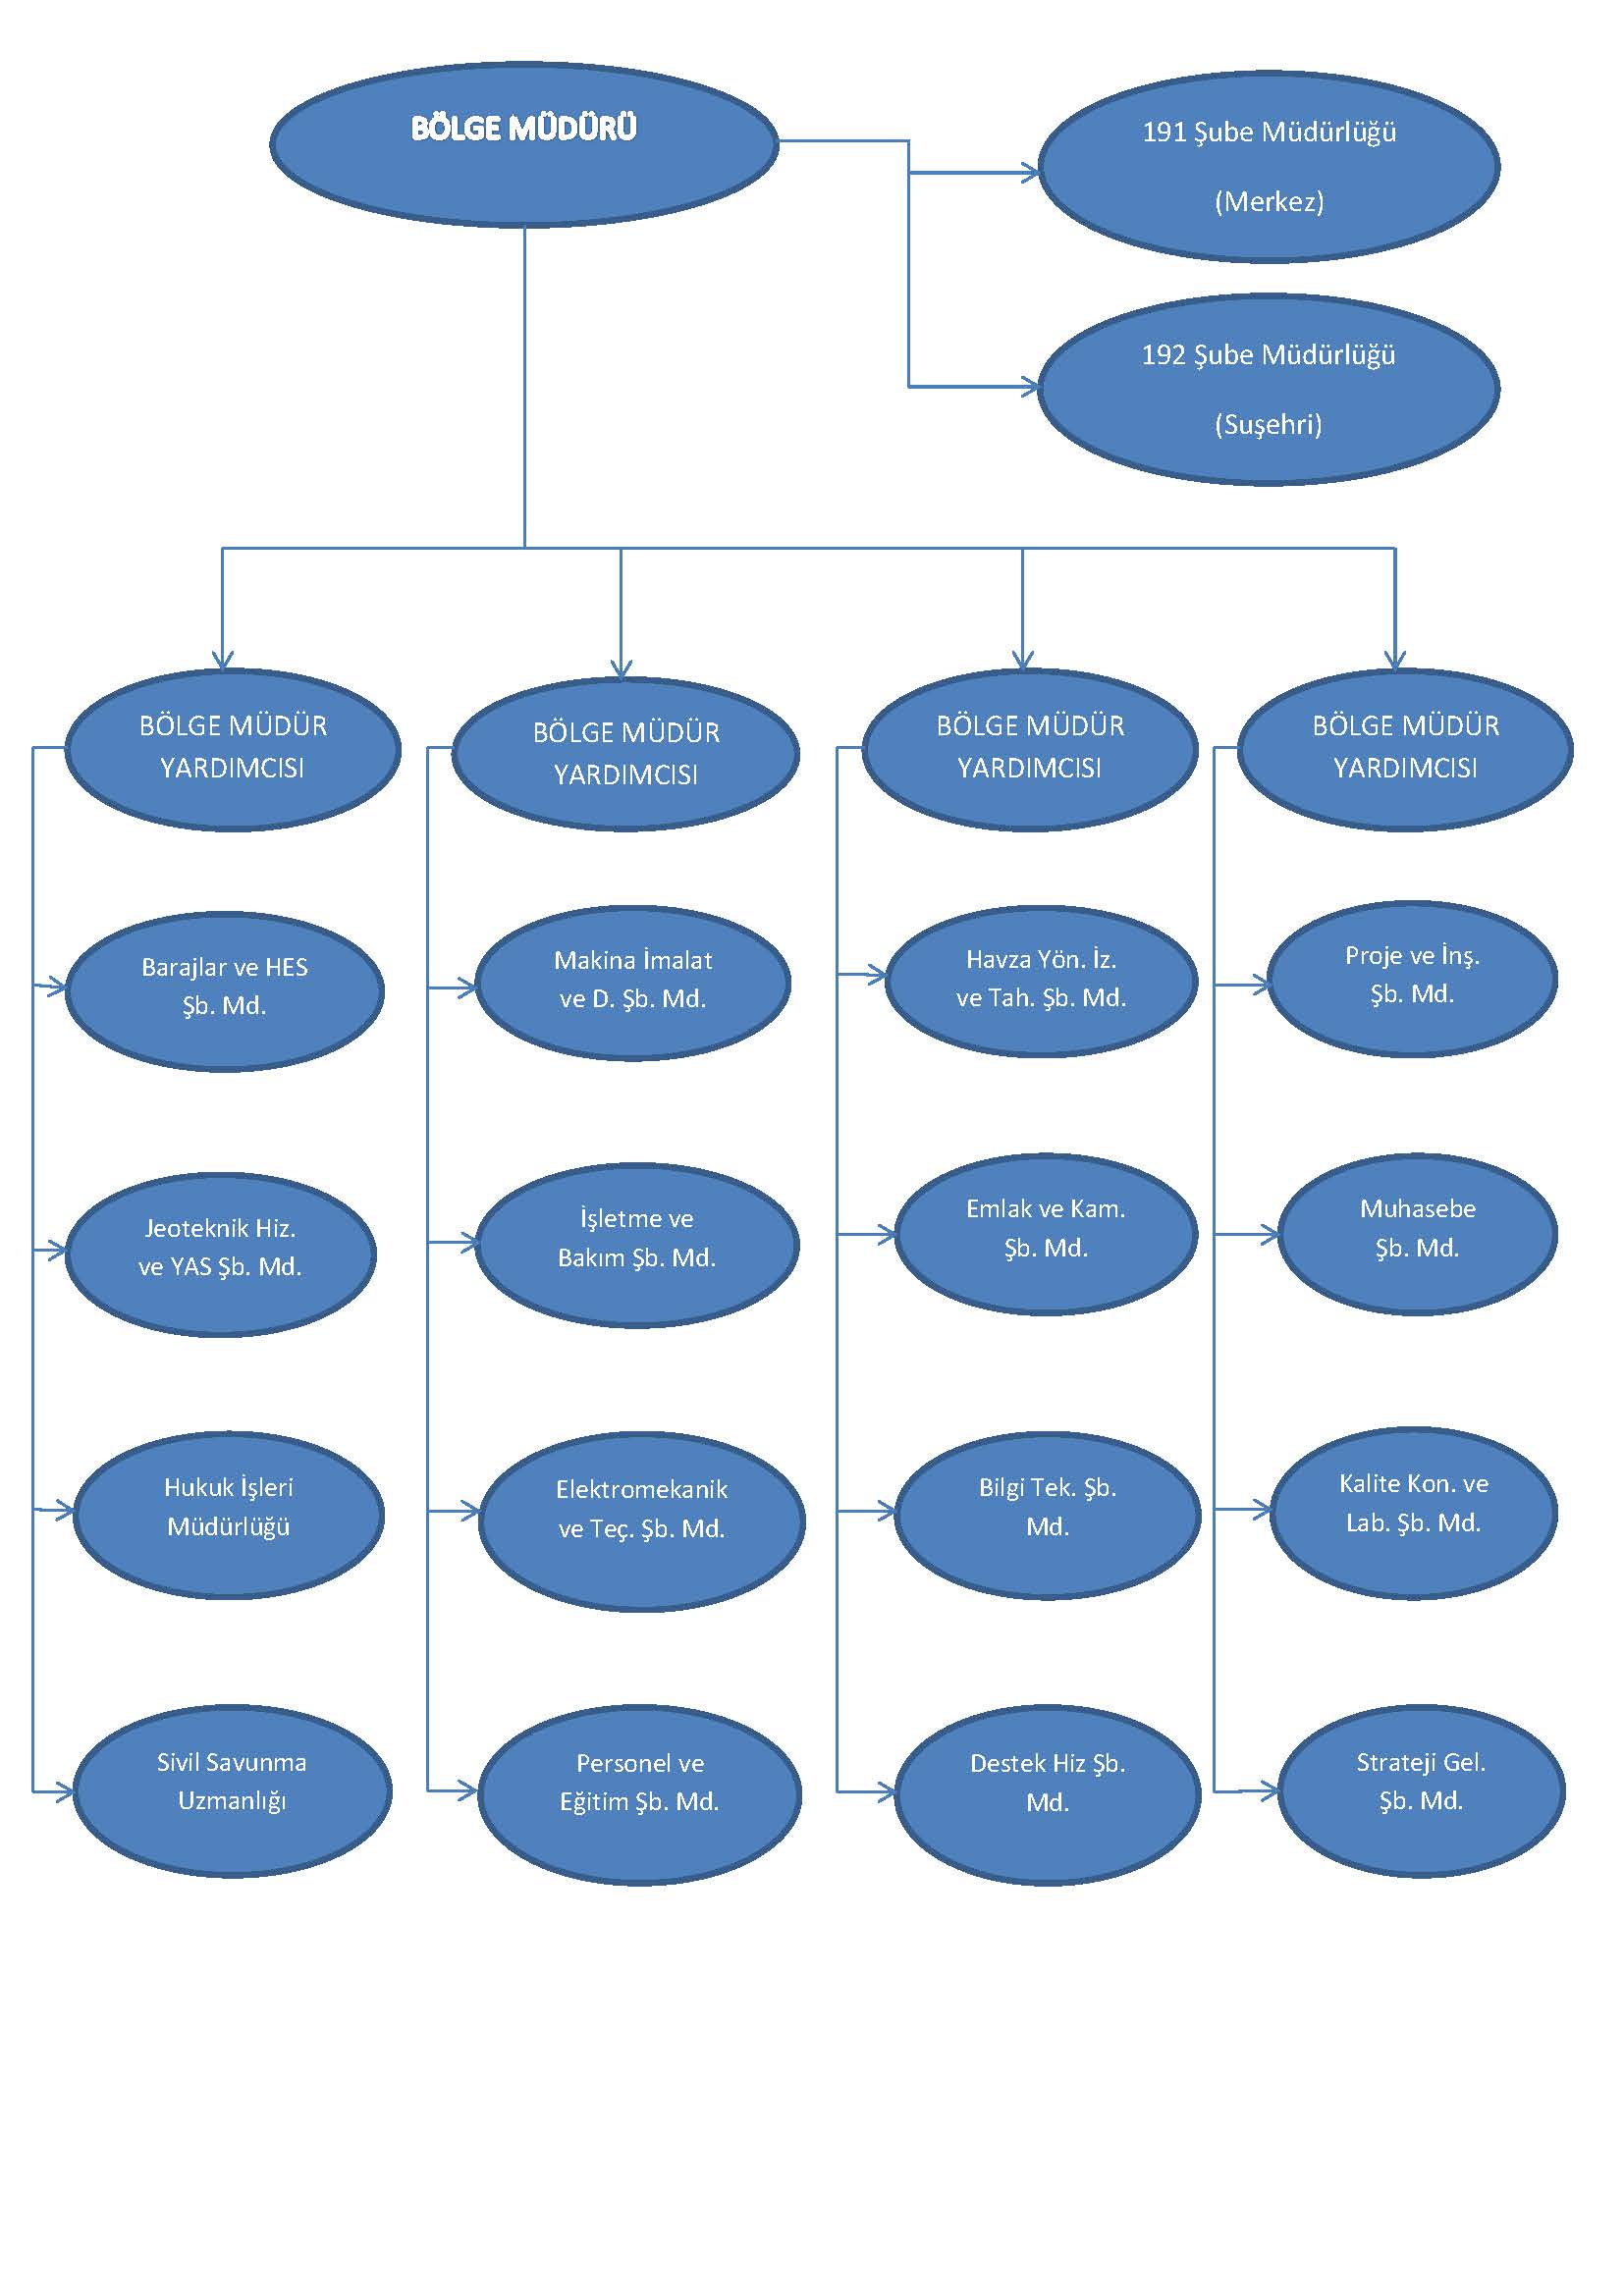 BÖLGE MÜDÜRÜ
191 Şube Müdürlüğü
(Merkez)
192 Şube Müdürlüğü
(Suşehri)
BÖLGE MÜDÜR
YARDIMCISI
BÖLGE MÜDÜR
YARDIMCISI
BÖLGE MÜDÜR
YARDIMCISI
BÖLGE MÜDÜR
YARDIMCISI
Barajlar ve HES
Şb. Md.
Makina İmalat
ve D. Şb. Md.
Havza Yön. İz.
ve Tah. Şb. Md.
Proje ve İnş.
Şb. Md.
Jeoteknik Hiz.
ve YAS Şb. Md.
İşletme ve
Bakım Şb. Md.
Emlak ve Kam.
Şb. Md.
Muhasebe
Şb. Md.
Hukuk İşleri
Müdürlüğü
Elektromekanik
ve Teç. Şb. Md.
Bilgi Tek. Şb.
Md.
Kalite Kon. ve
Lab. Şb. Md.
Sivil Savunma
Uzmanlığı
Personel ve
Eğitim Şb. Md.
Destek Hiz Şb.
Md.
Strateji Gel.
Şb. Md.